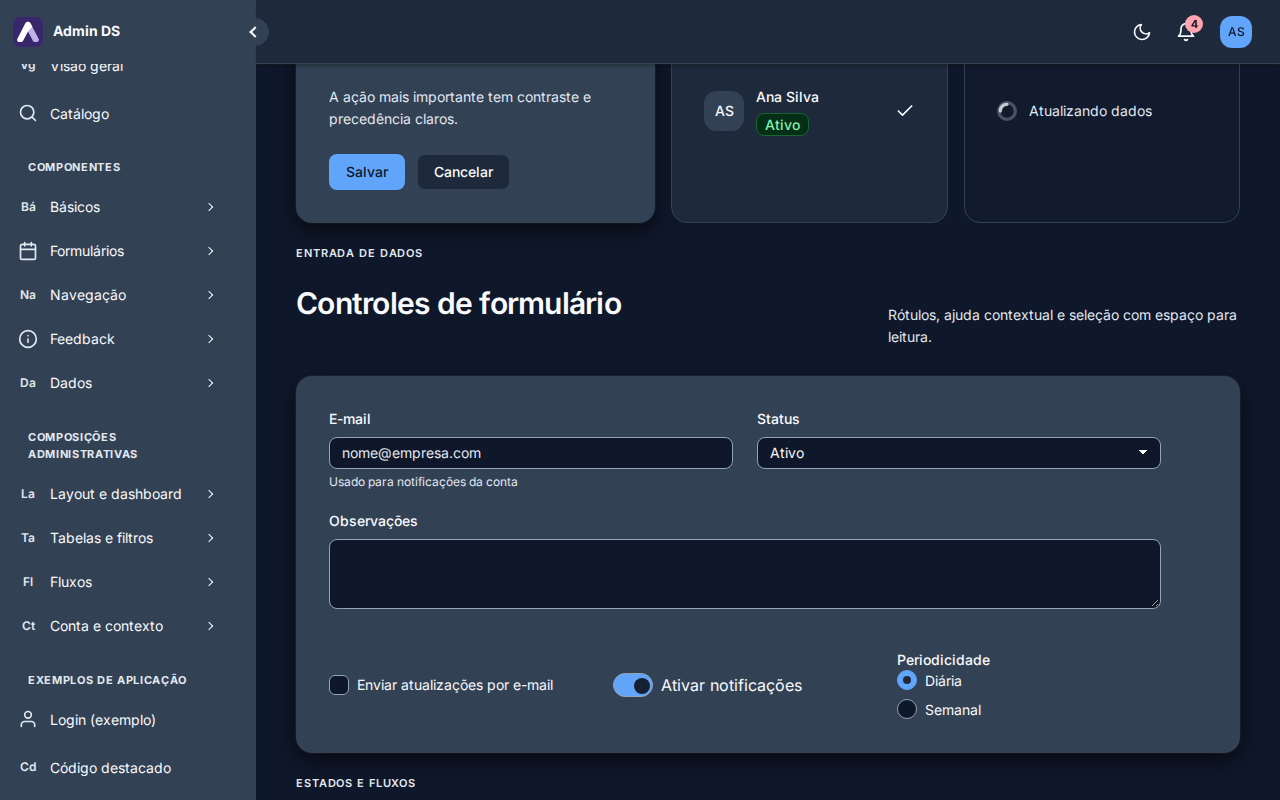 Admin DS
Vg Visão geral
Catálogo
COMPONENTES
Bá Básicos
Formulários
Na Navegação
Feedback
Da Dados
COMPOSIÇÕES
ADMINISTRATIVAS
La Layout e dashboard
Ta Tabelas e filtros
Fl Fluxos
Ct Conta e contexto
EXEMPLOS DE APLICAÇÃO
Login (exemplo)
Cd Código destacado
4
AS
A ação mais importante tem contraste e
precedência claros.
Salvar
Cancelar
AS
Ana Silva
Ativo
Atualizando dados
ENTRADA DE DADOS
Controles de formulário
Rótulos, ajuda contextual e seleção com espaço para
leitura.
E-mail
nome@empresa.com
Usado para notificações da conta
Status
Ativo
Observações
Enviar atualizações por e-mail
Ativar notificações
Periodicidade
Diária
Semanal
ESTADOS E FLUXOS